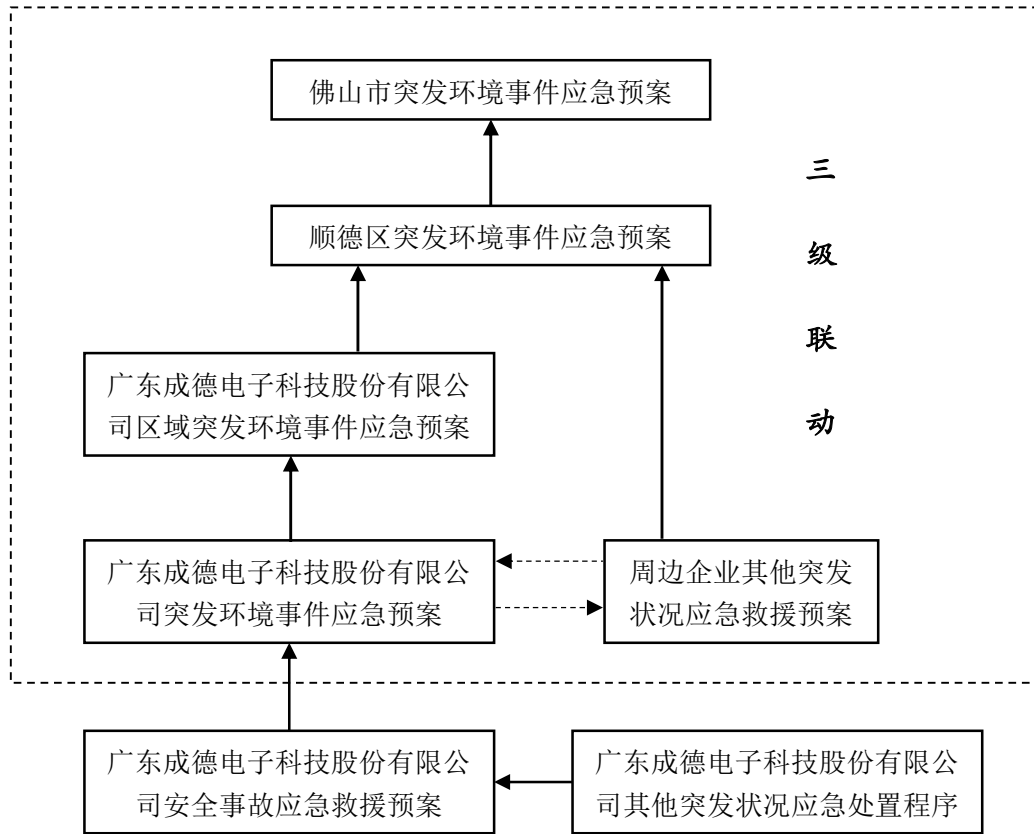 佛山市突发环境事件应急预案
三
级
联
动
顺德区突发环境事件应急预案
广东成德电子科技股份有限公
司区域突发环境事件应急预案
广东成德电子科技股份有限公
司突发环境事件应急预案
周边企业其他突发
状况应急救援预案
广东成德电子科技股份有限公
司安全事故应急救援预案
广东成德电子科技股份有限公
司其他突发状况应急处置程序